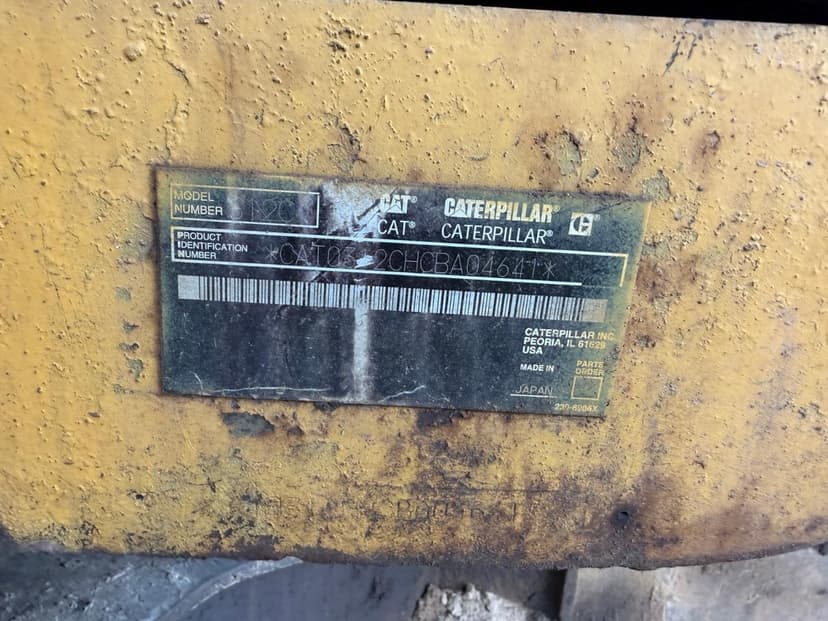 MODEL
NUMBER
CAT® CATERPILLAR®
CAT® CATERPILLAR®
PRODUCT
IDENTIFICATION
NUMBER
*CAT0312CHCBA04641*
CATERPILLAR INC.
PEORIA, IL 61629
USA
MADE IN
JAPAN
PARTS
ORDER